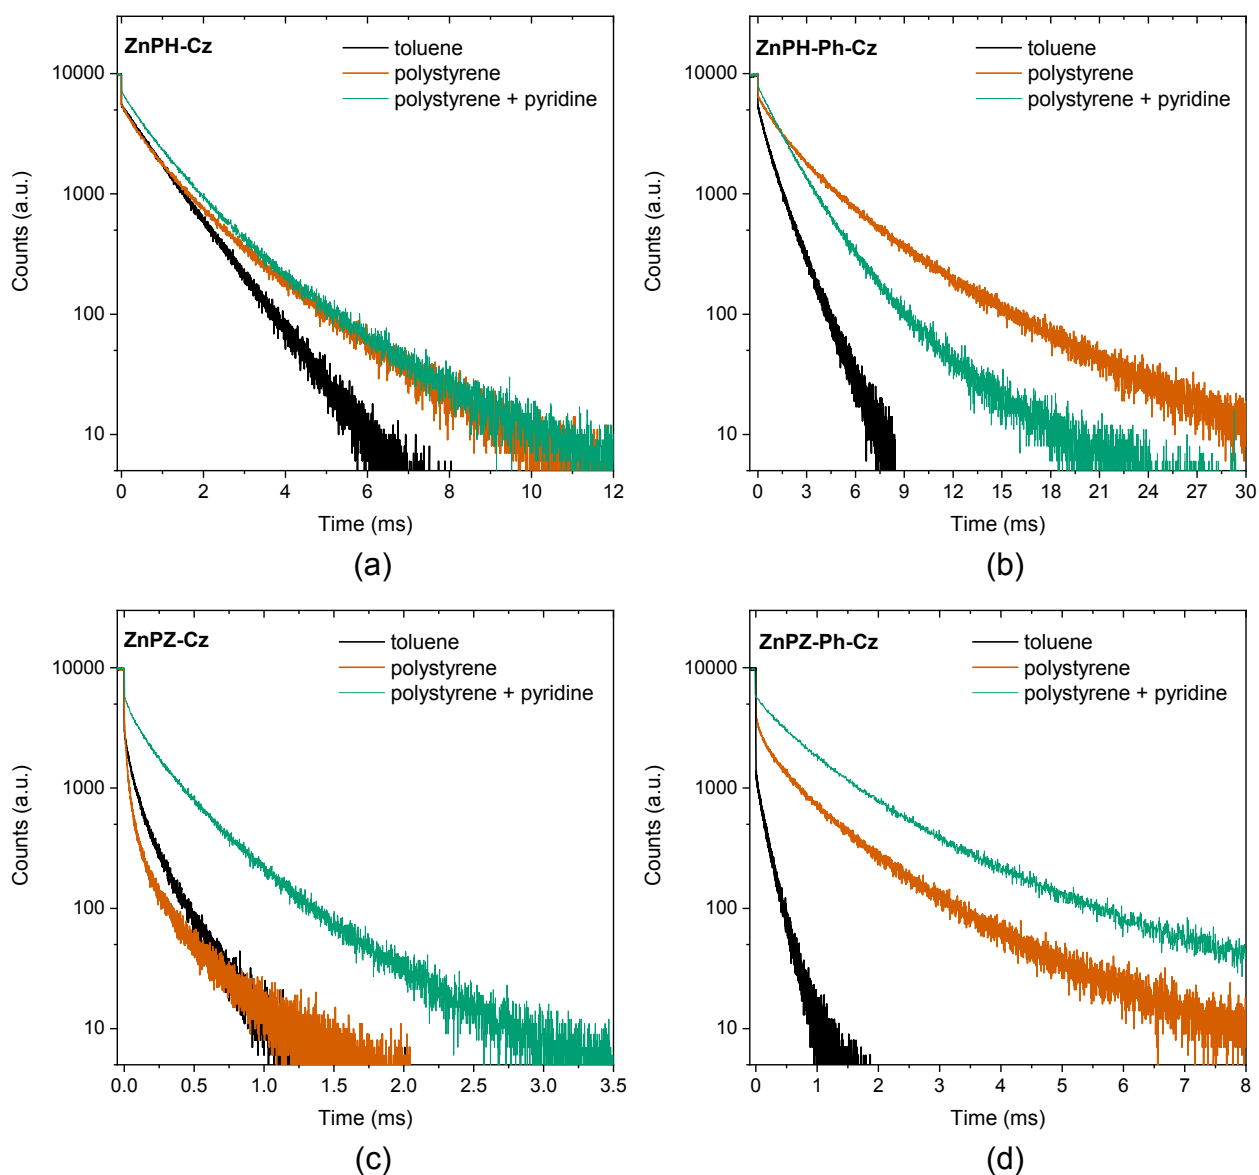 ZnPH-Cz
toluene
polystyrene
polystyrene + pyridine
10000
1000
100
10
Counts (a.u.)
0 2 4 6 8 10 12
Time (ms)
(a)
ZnPH-Ph-Cz
toluene
polystyrene
polystyrene + pyridine
10000
1000
100
10
Counts (a.u.)
0 3 6 9 12 15 18 21 24 27 30
Time (ms)
(b)
ZnPZ-Cz
toluene
polystyrene
polystyrene + pyridine
10000
1000
100
10
Counts (a.u.)
0.0 0.5 1.0 1.5 2.0 2.5 3.0 3.5
Time (ms)
(c)
ZnPZ-Ph-Cz
toluene
polystyrene
polystyrene + pyridine
10000
1000
100
10
Counts (a.u.)
0 1 2 3 4 5 6 7 8
Time (ms)
(d)